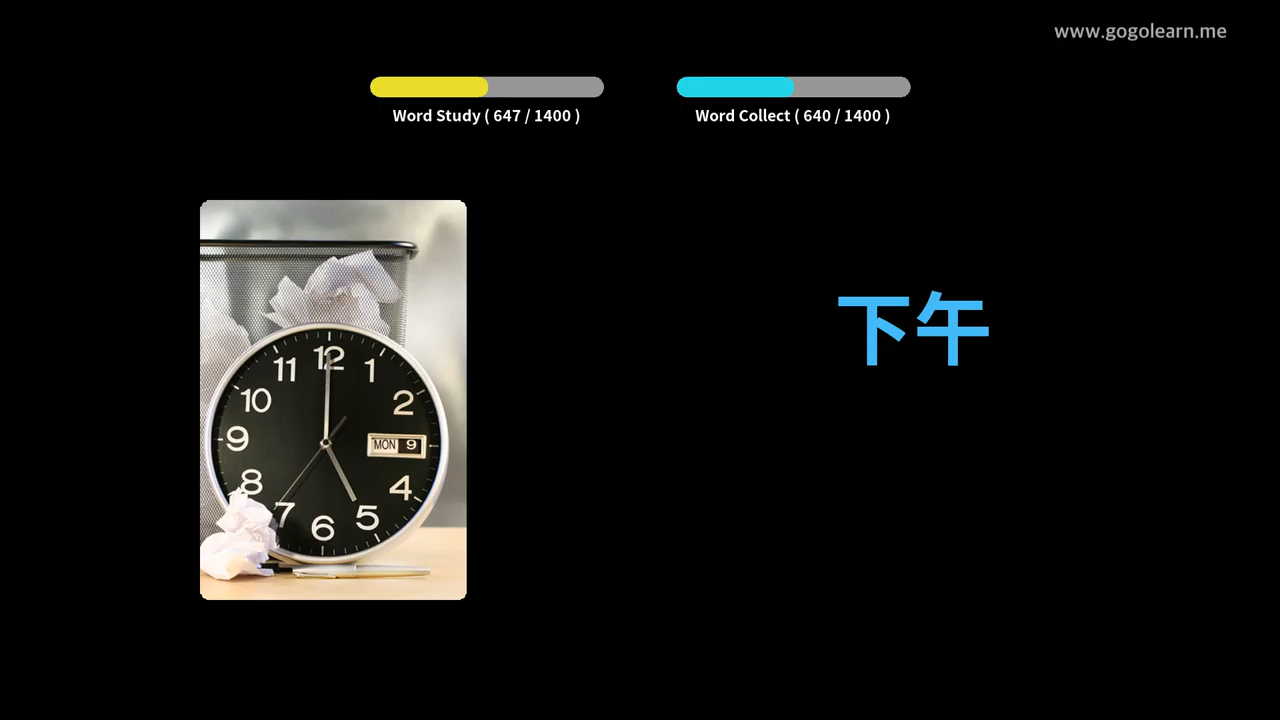 www.gogolearn.me
Word Study ( 647 / 1400 )
Word Collect ( 640 / 1400 )
下午
12
11
1
10
2
9
MON 9
8
4
7
5
6